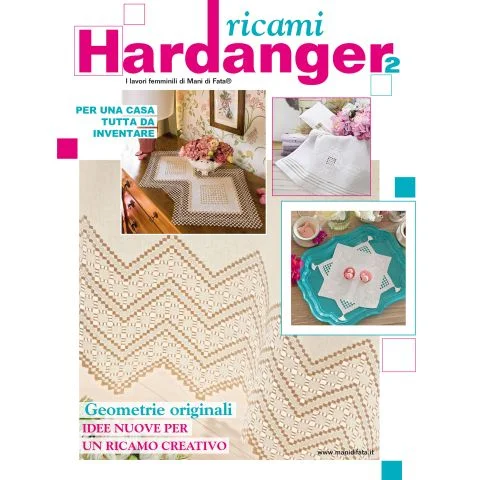 ricami
Hardanger 2
I lavori femminili di Mani di Fata®
PER UNA CASA
TUTTA DA
INVENTARE
Geometrie originali
IDEE NUOVE PER
UN RICAMO CREATIVO
www.manidifata.it